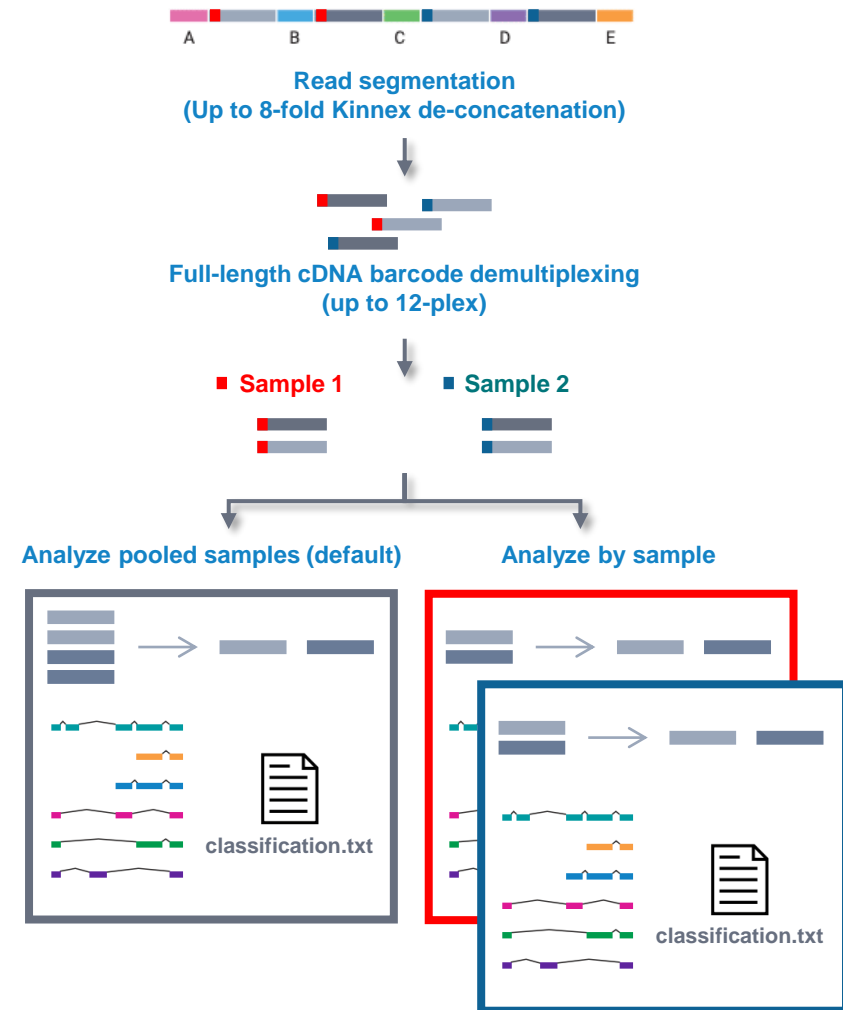 A B C D E
Read segmentation
(Up to 8-fold Kinnex de-concatenation)
Full-length cDNA barcode demultiplexing
(up to 12-plex)
Sample 1
Sample 2
Analyze pooled samples (default)
Analyze by sample
classification.txt
classification.txt